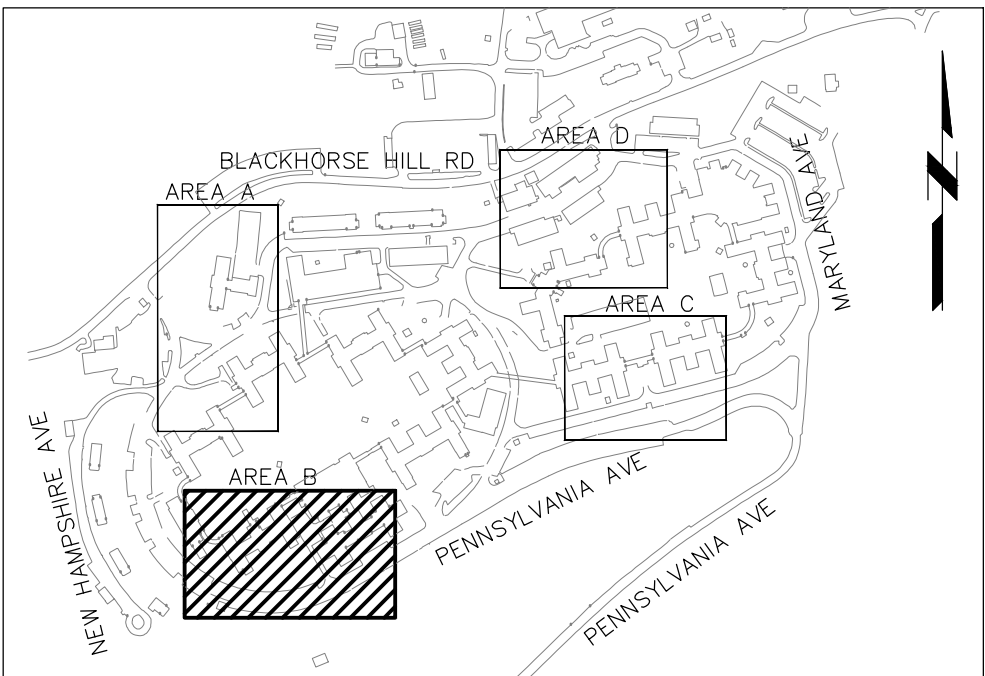 AREA D
BLACKHORSE HILL RD
AREA A
MARYLAND AVE
N
AREA C
NEW HAMPSHIRE AVE
AREA B
PENNSYLVANIA AVE
PENNSYLVANIA AVE